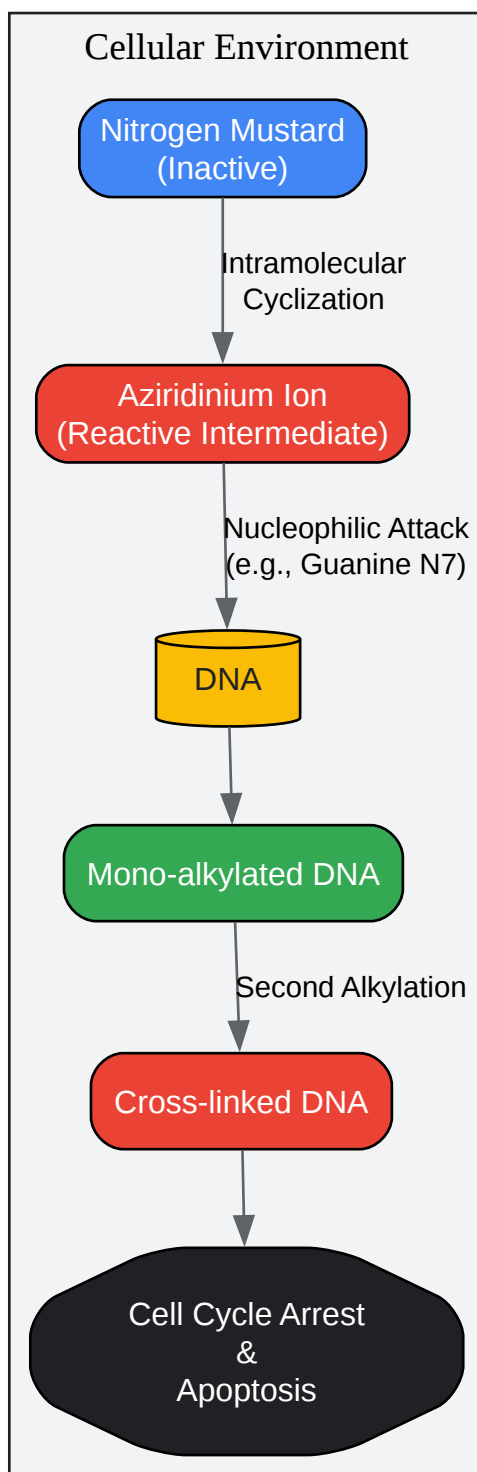 Cellular Environment
Nitrogen Mustard
(Inactive)
Intramolecular
Cyclization
Aziridinium Ion
(Reactive Intermediate)
Nucleophilic Attack
(e.g., Guanine N7)
DNA
Mono-alkylated DNA
Second Alkylation
Cross-linked DNA
Cell Cycle Arrest
&
Apoptosis